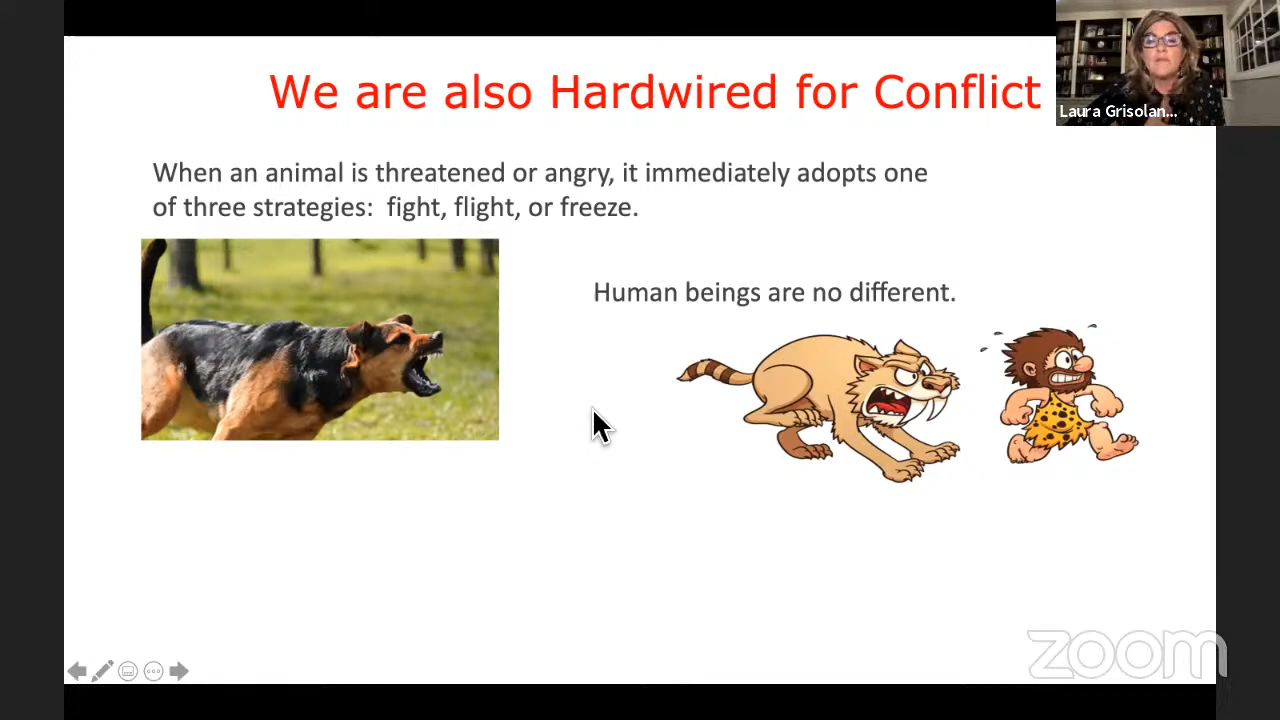 We are also Hardwired for Conflict
Laura Grisolan...
When an animal is threatened or angry, it immediately adopts one
of three strategies:  fight, flight, or freeze.
Human beings are no different.
zoom